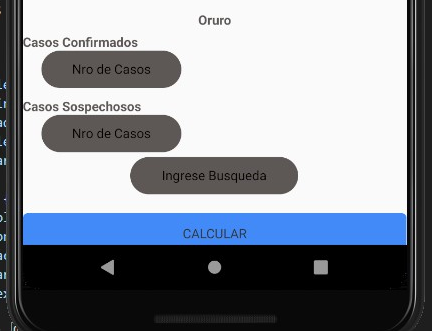 Oruro
Casos Confirmados
Nro de Casos
Casos Sospechosos
Nro de Casos
Ingrese Busqueda
CALCULAR